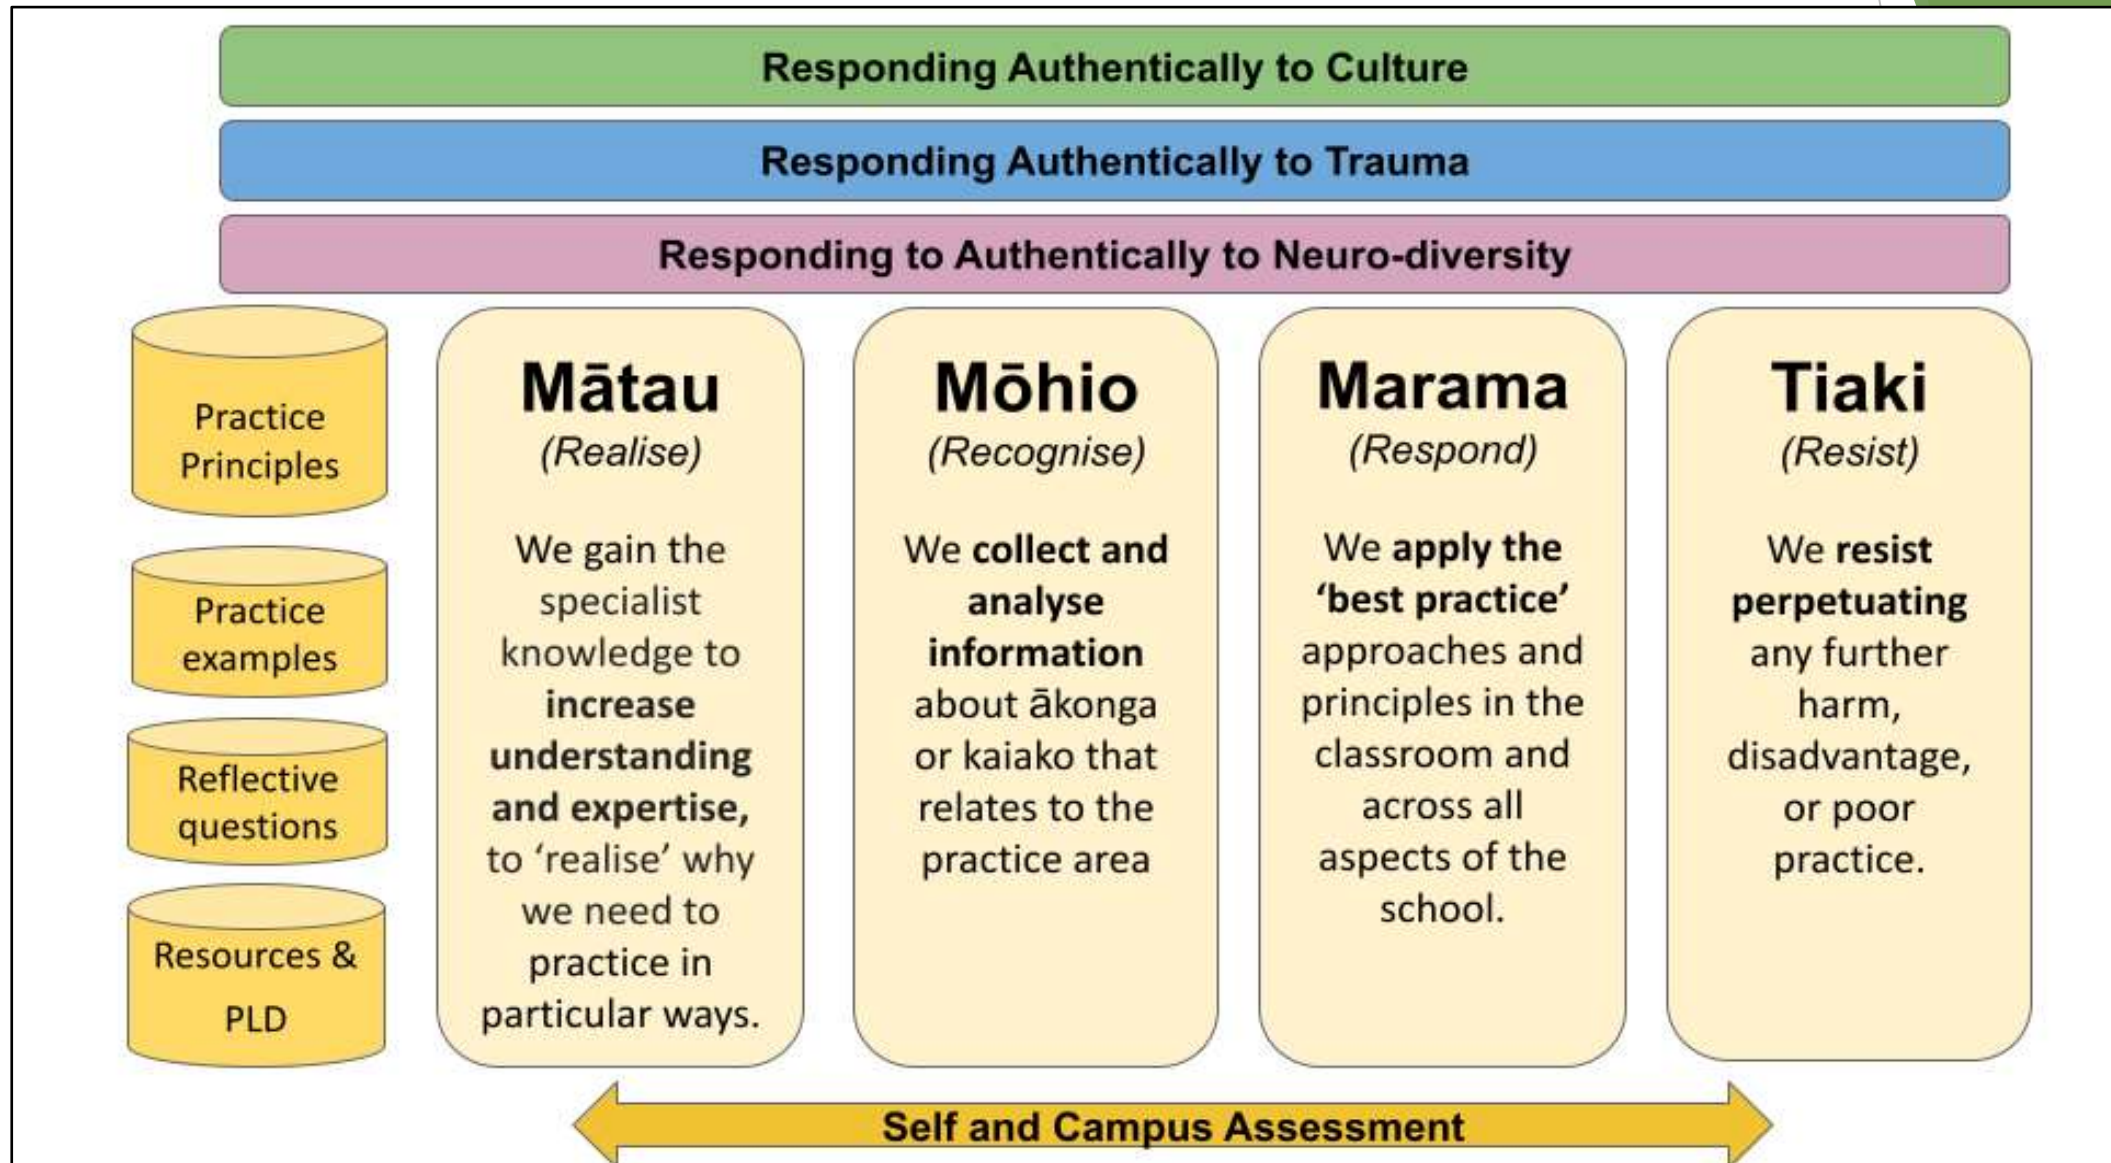 Responding Authentically to Culture
Responding Authentically to Trauma
Responding to Authentically to Neuro-diversity
Practice
Principles
Practice
examples
Reflective
questions
Resources &
PLD
Mātau
(Realise)
We gain the
specialist
knowledge to
increase
understanding
and expertise,
to ‘realise’ why
we need to
practice in
particular ways.
Mōhio
(Recognise)
We collect and
analyse
information
about ākonga
or kaiako that
relates to the
practice area
Marama
(Respond)
We apply the
‘best practice’
approaches and
principles in the
classroom and
across all
aspects of the
school.
Tiaki
(Resist)
We resist
perpetuating
any further
harm,
disadvantage,
or poor
practice.
Self and Campus Assessment